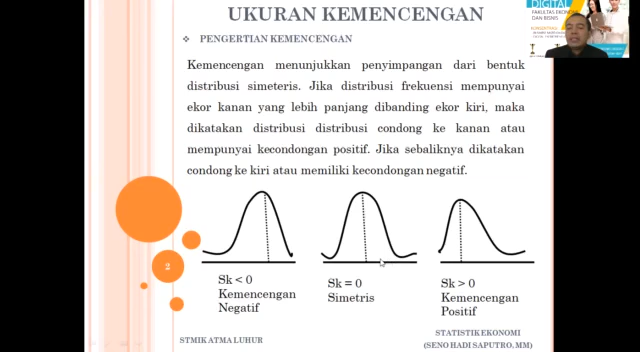 UKURAN KEMENCENGAN
PENGERTIAN KEMENCENGAN
Kemencengan menunjukkan penyimpangan dari bentuk
distribusi simeteris. Jika distribusi frekuensi mempunyai
ekor kanan yang lebih panjang dibanding ekor kiri, maka
dikatakan distribusi distribusi condong ke kanan atau
mempunyai kecondongan positif. Jika sebaliknya dikatakan
condong ke kiri atau memiliki kecondongan negatif.
2
Sk < 0
Kemencengan
Negatif
Sk = 0
Simetris
Sk > 0
Kemencengan
Positif
STMIK ATMA LUHUR
STATISTIK EKONOMI
(SENO HADI SAPUTRO. MM)
DIGITAL
FAKULTAS EKONOMI
DAN BISNIS